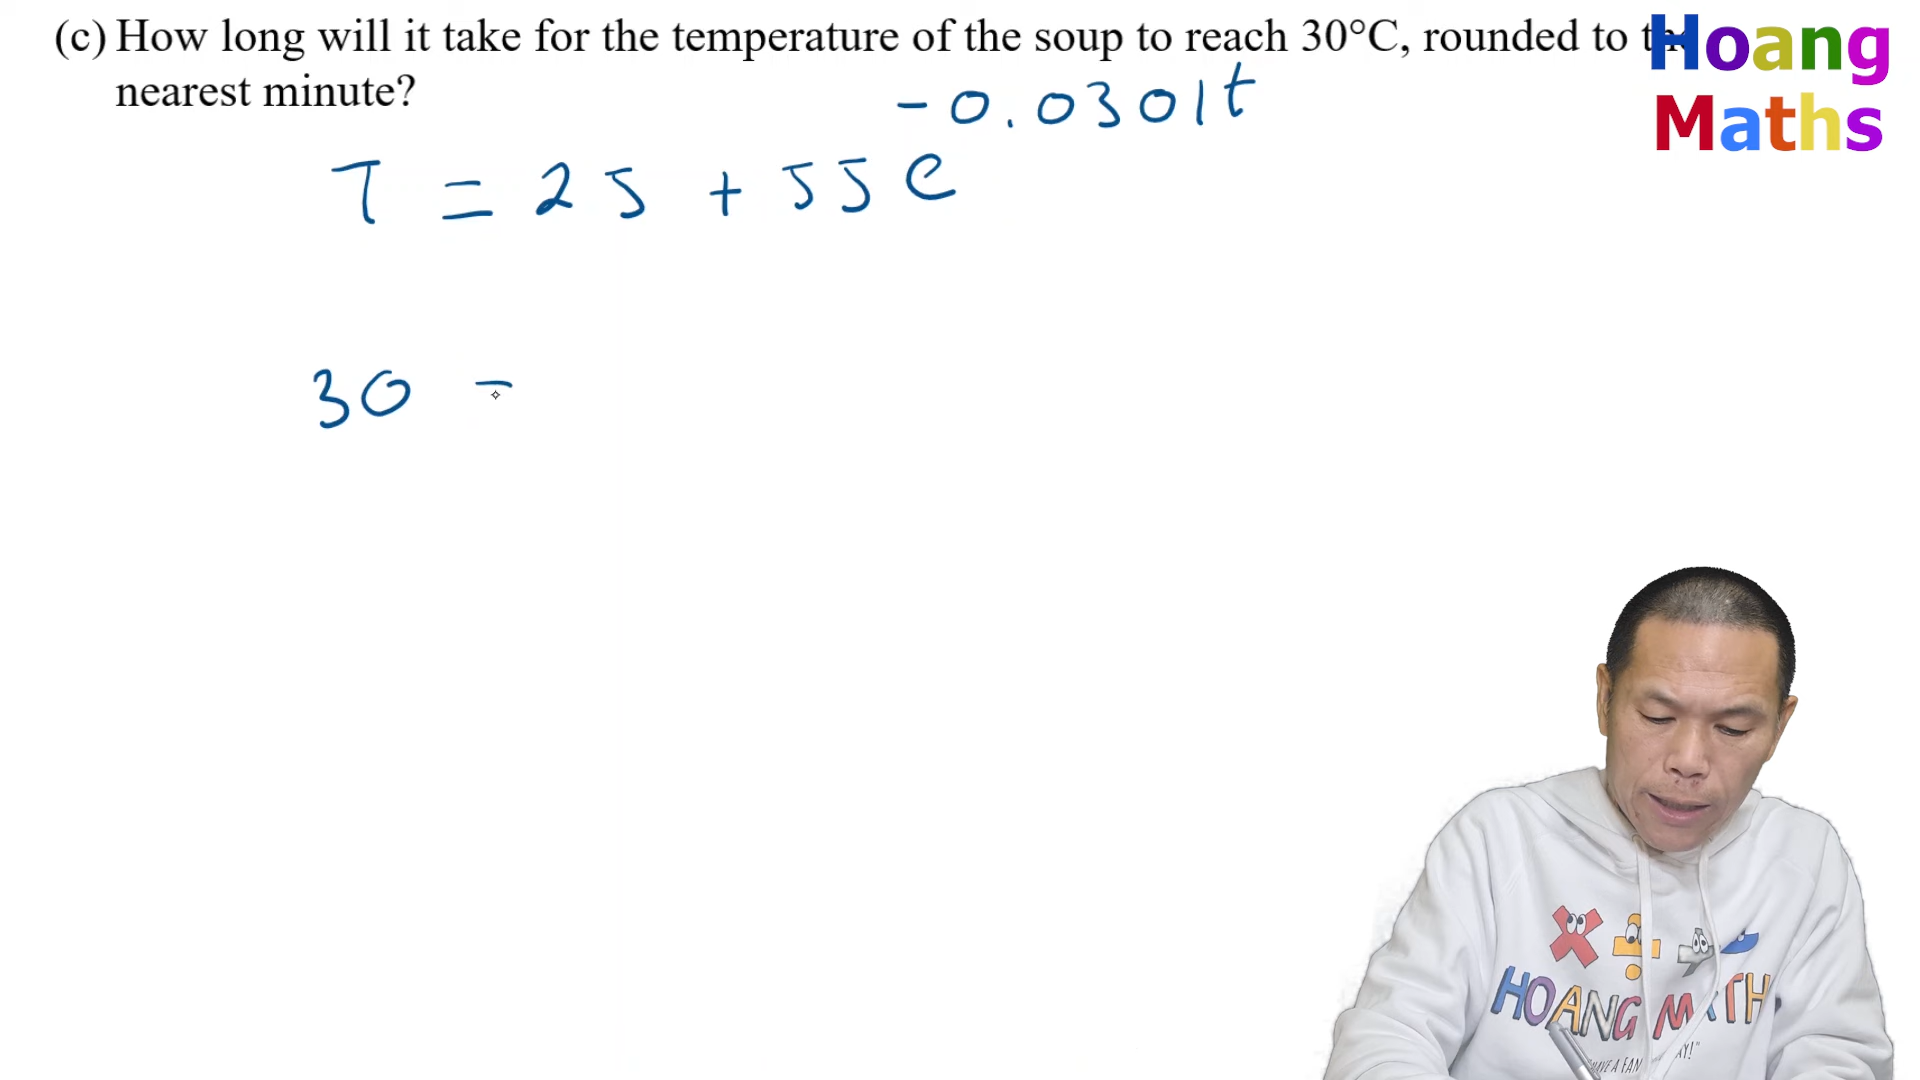 (c) How long will it take for the temperature of the soup to reach 30°C, rounded to the
nearest minute?
Hoang
Maths
T = 25 + 55e^{-0.0301t}
30 =
HOANG MATH